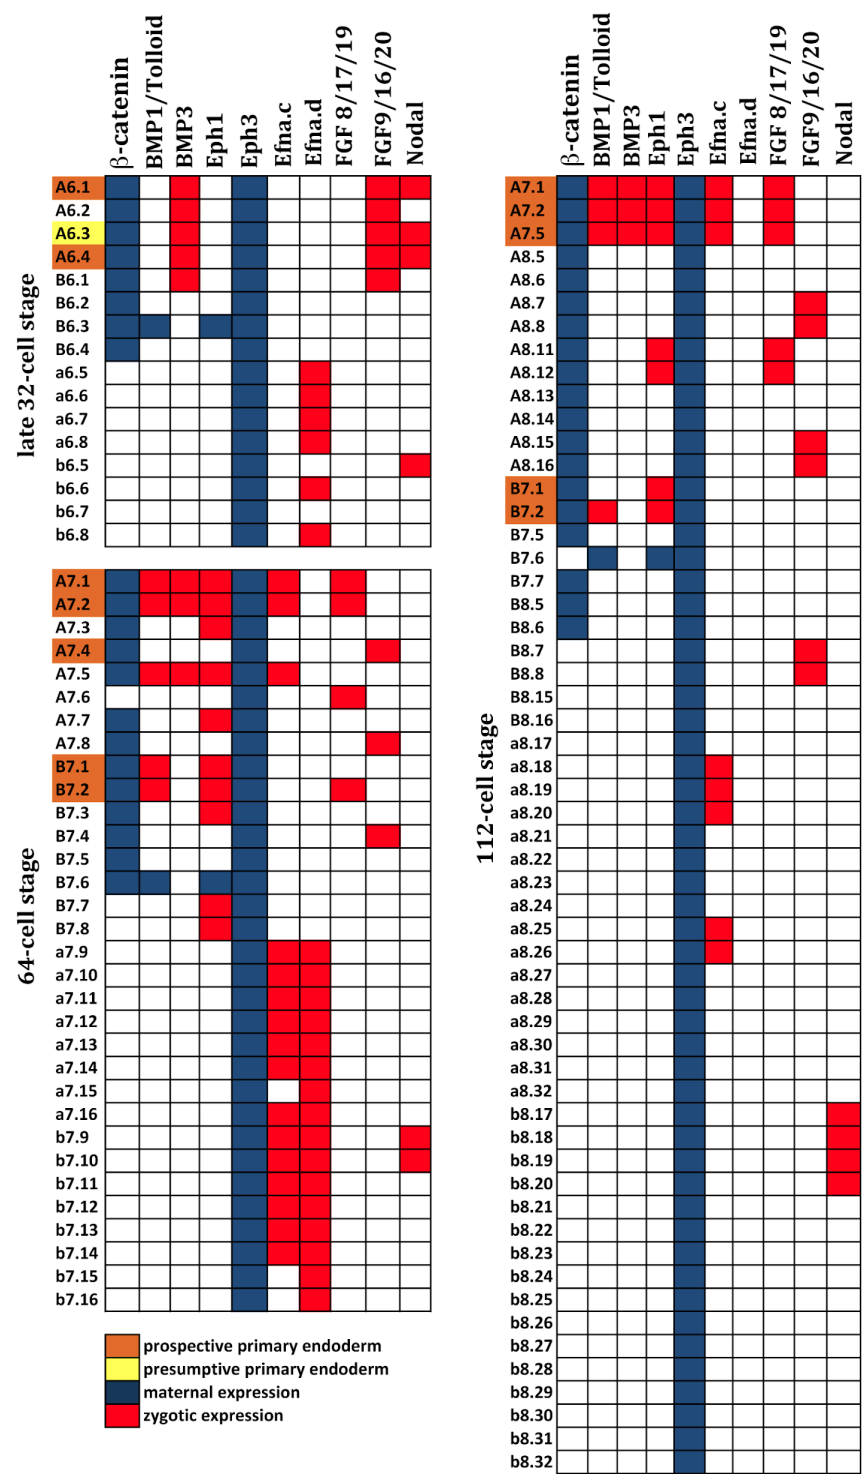 β-catenin
BMP1/Tolloid
BMP3
Eph1
Eph3
Efna.c
Efna.d
FGF 8/17/19
FGF9/16/20
Nodal
late 32-cell stage
A6.1
A6.2
A6.3
A6.4
B6.1
B6.2
B6.3
B6.4
a6.5
a6.6
a6.7
a6.8
b6.5
b6.6
b6.7
b6.8
64-cell stage
A7.1
A7.2
A7.3
A7.4
A7.5
A7.6
A7.7
A7.8
B7.1
B7.2
B7.3
B7.4
B7.5
B7.6
B7.7
B7.8
a7.9
a7.10
a7.11
a7.12
a7.13
a7.14
a7.15
a7.16
b7.9
b7.10
b7.11
b7.12
b7.13
b7.14
b7.15
b7.16
prospective primary endoderm
presumptive primary endoderm
maternal expression
zygotic expression
β-catenin
BMP1/Tolloid
BMP3
Eph1
Eph3
Efna.c
Efna.d
FGF 8/17/19
FGF9/16/20
Nodal
112-cell stage
A7.1
A7.2
A7.5
A8.5
A8.6
A8.7
A8.8
A8.11
A8.12
A8.13
A8.14
A8.15
A8.16
B7.1
B7.2
B7.5
B7.6
B7.7
B8.5
B8.6
B8.7
B8.8
B8.15
B8.16
a8.17
a8.18
a8.19
a8.20
a8.21
a8.22
a8.23
a8.24
a8.25
a8.26
a8.27
a8.28
a8.29
a8.30
a8.31
a8.32
b8.17
b8.18
b8.19
b8.20
b8.21
b8.22
b8.23
b8.24
b8.25
b8.26
b8.27
b8.28
b8.29
b8.30
b8.31
b8.32